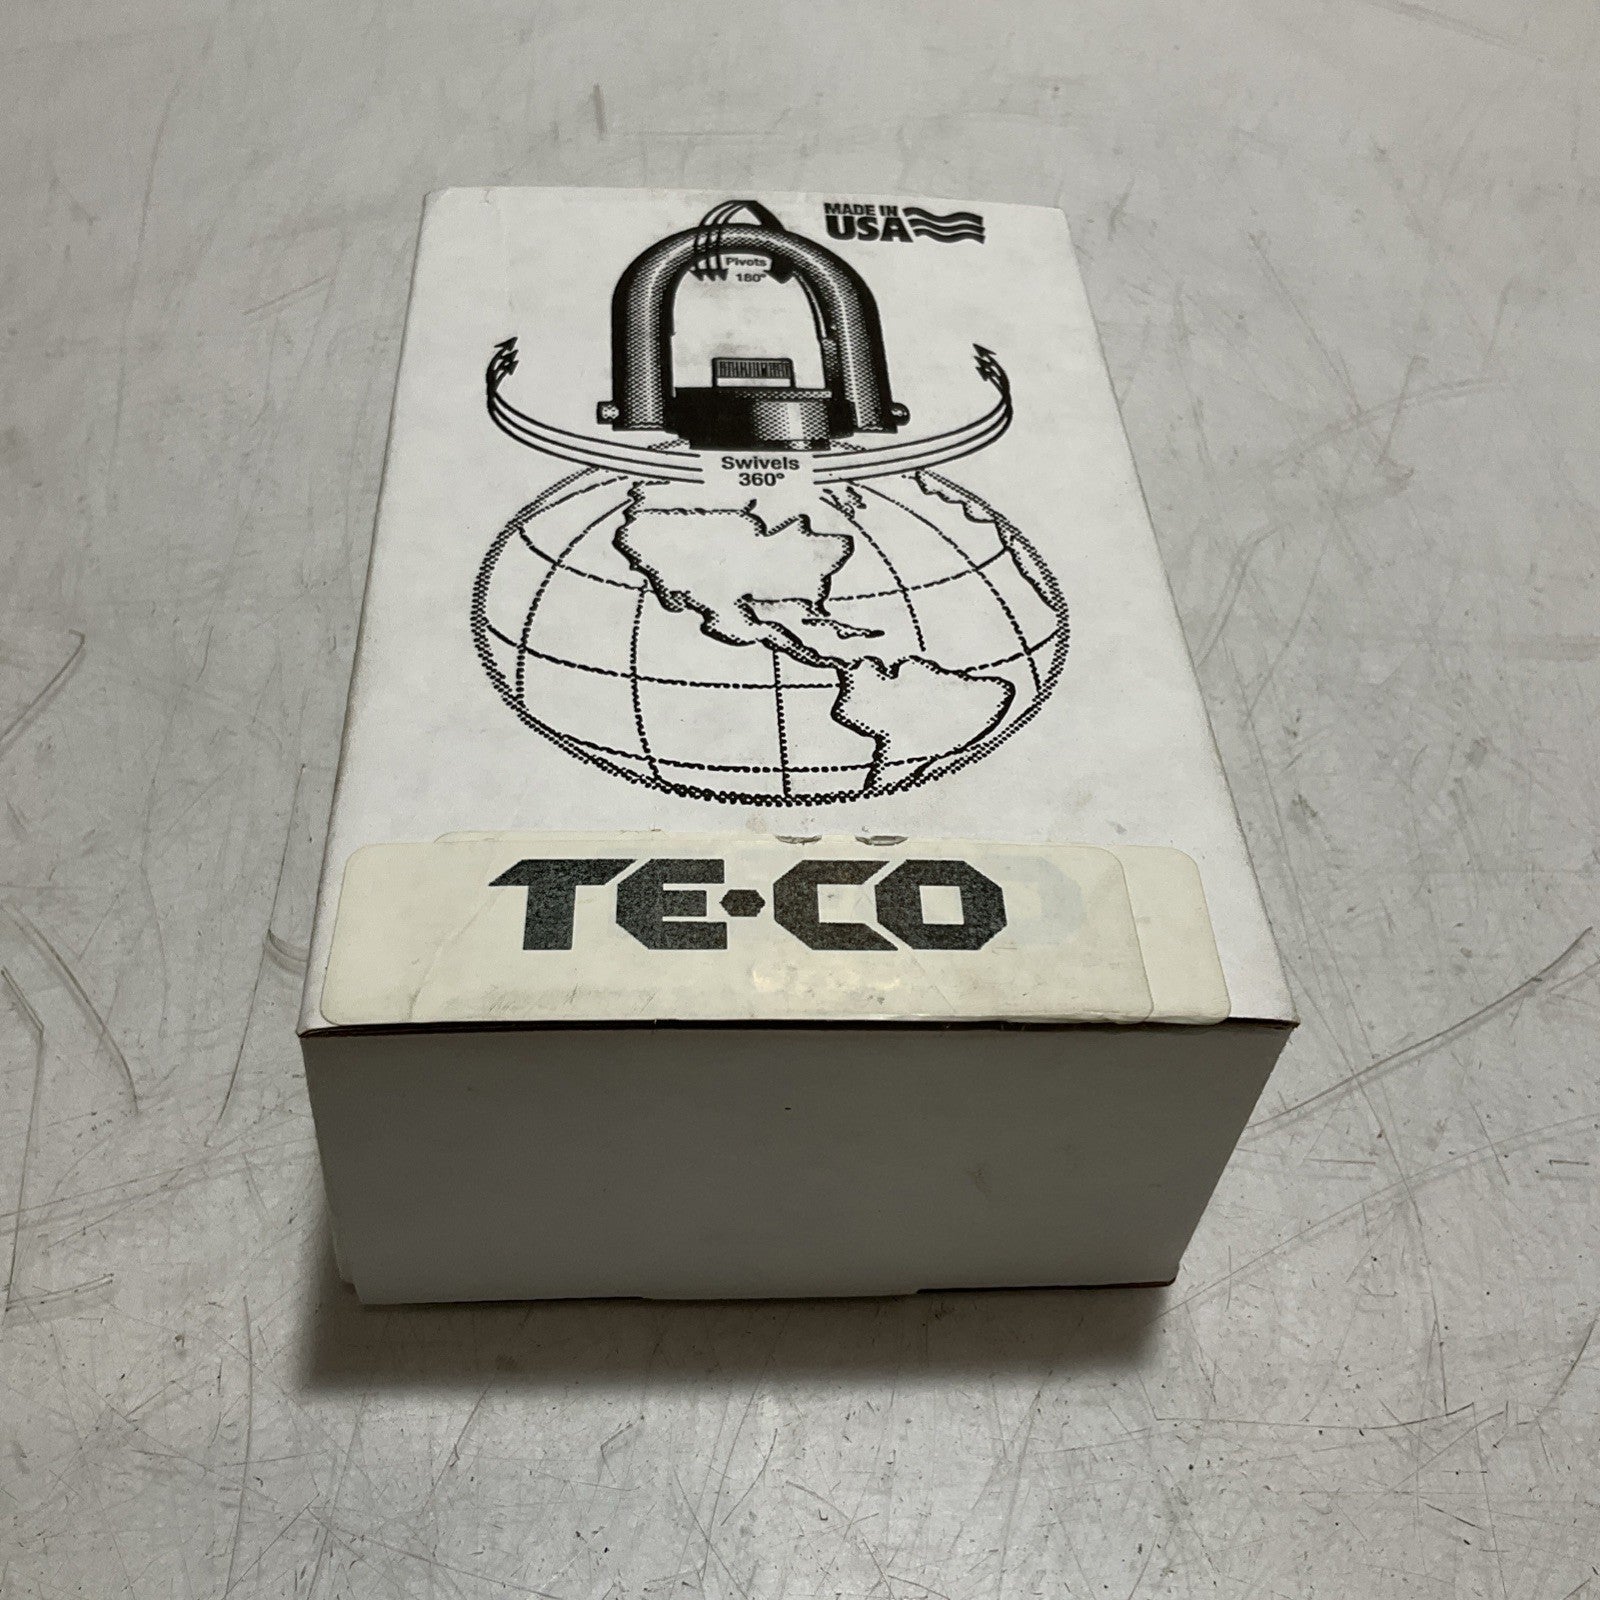 MADE IN
USA
Pivots
180°
Swivels
360°
TE•CO